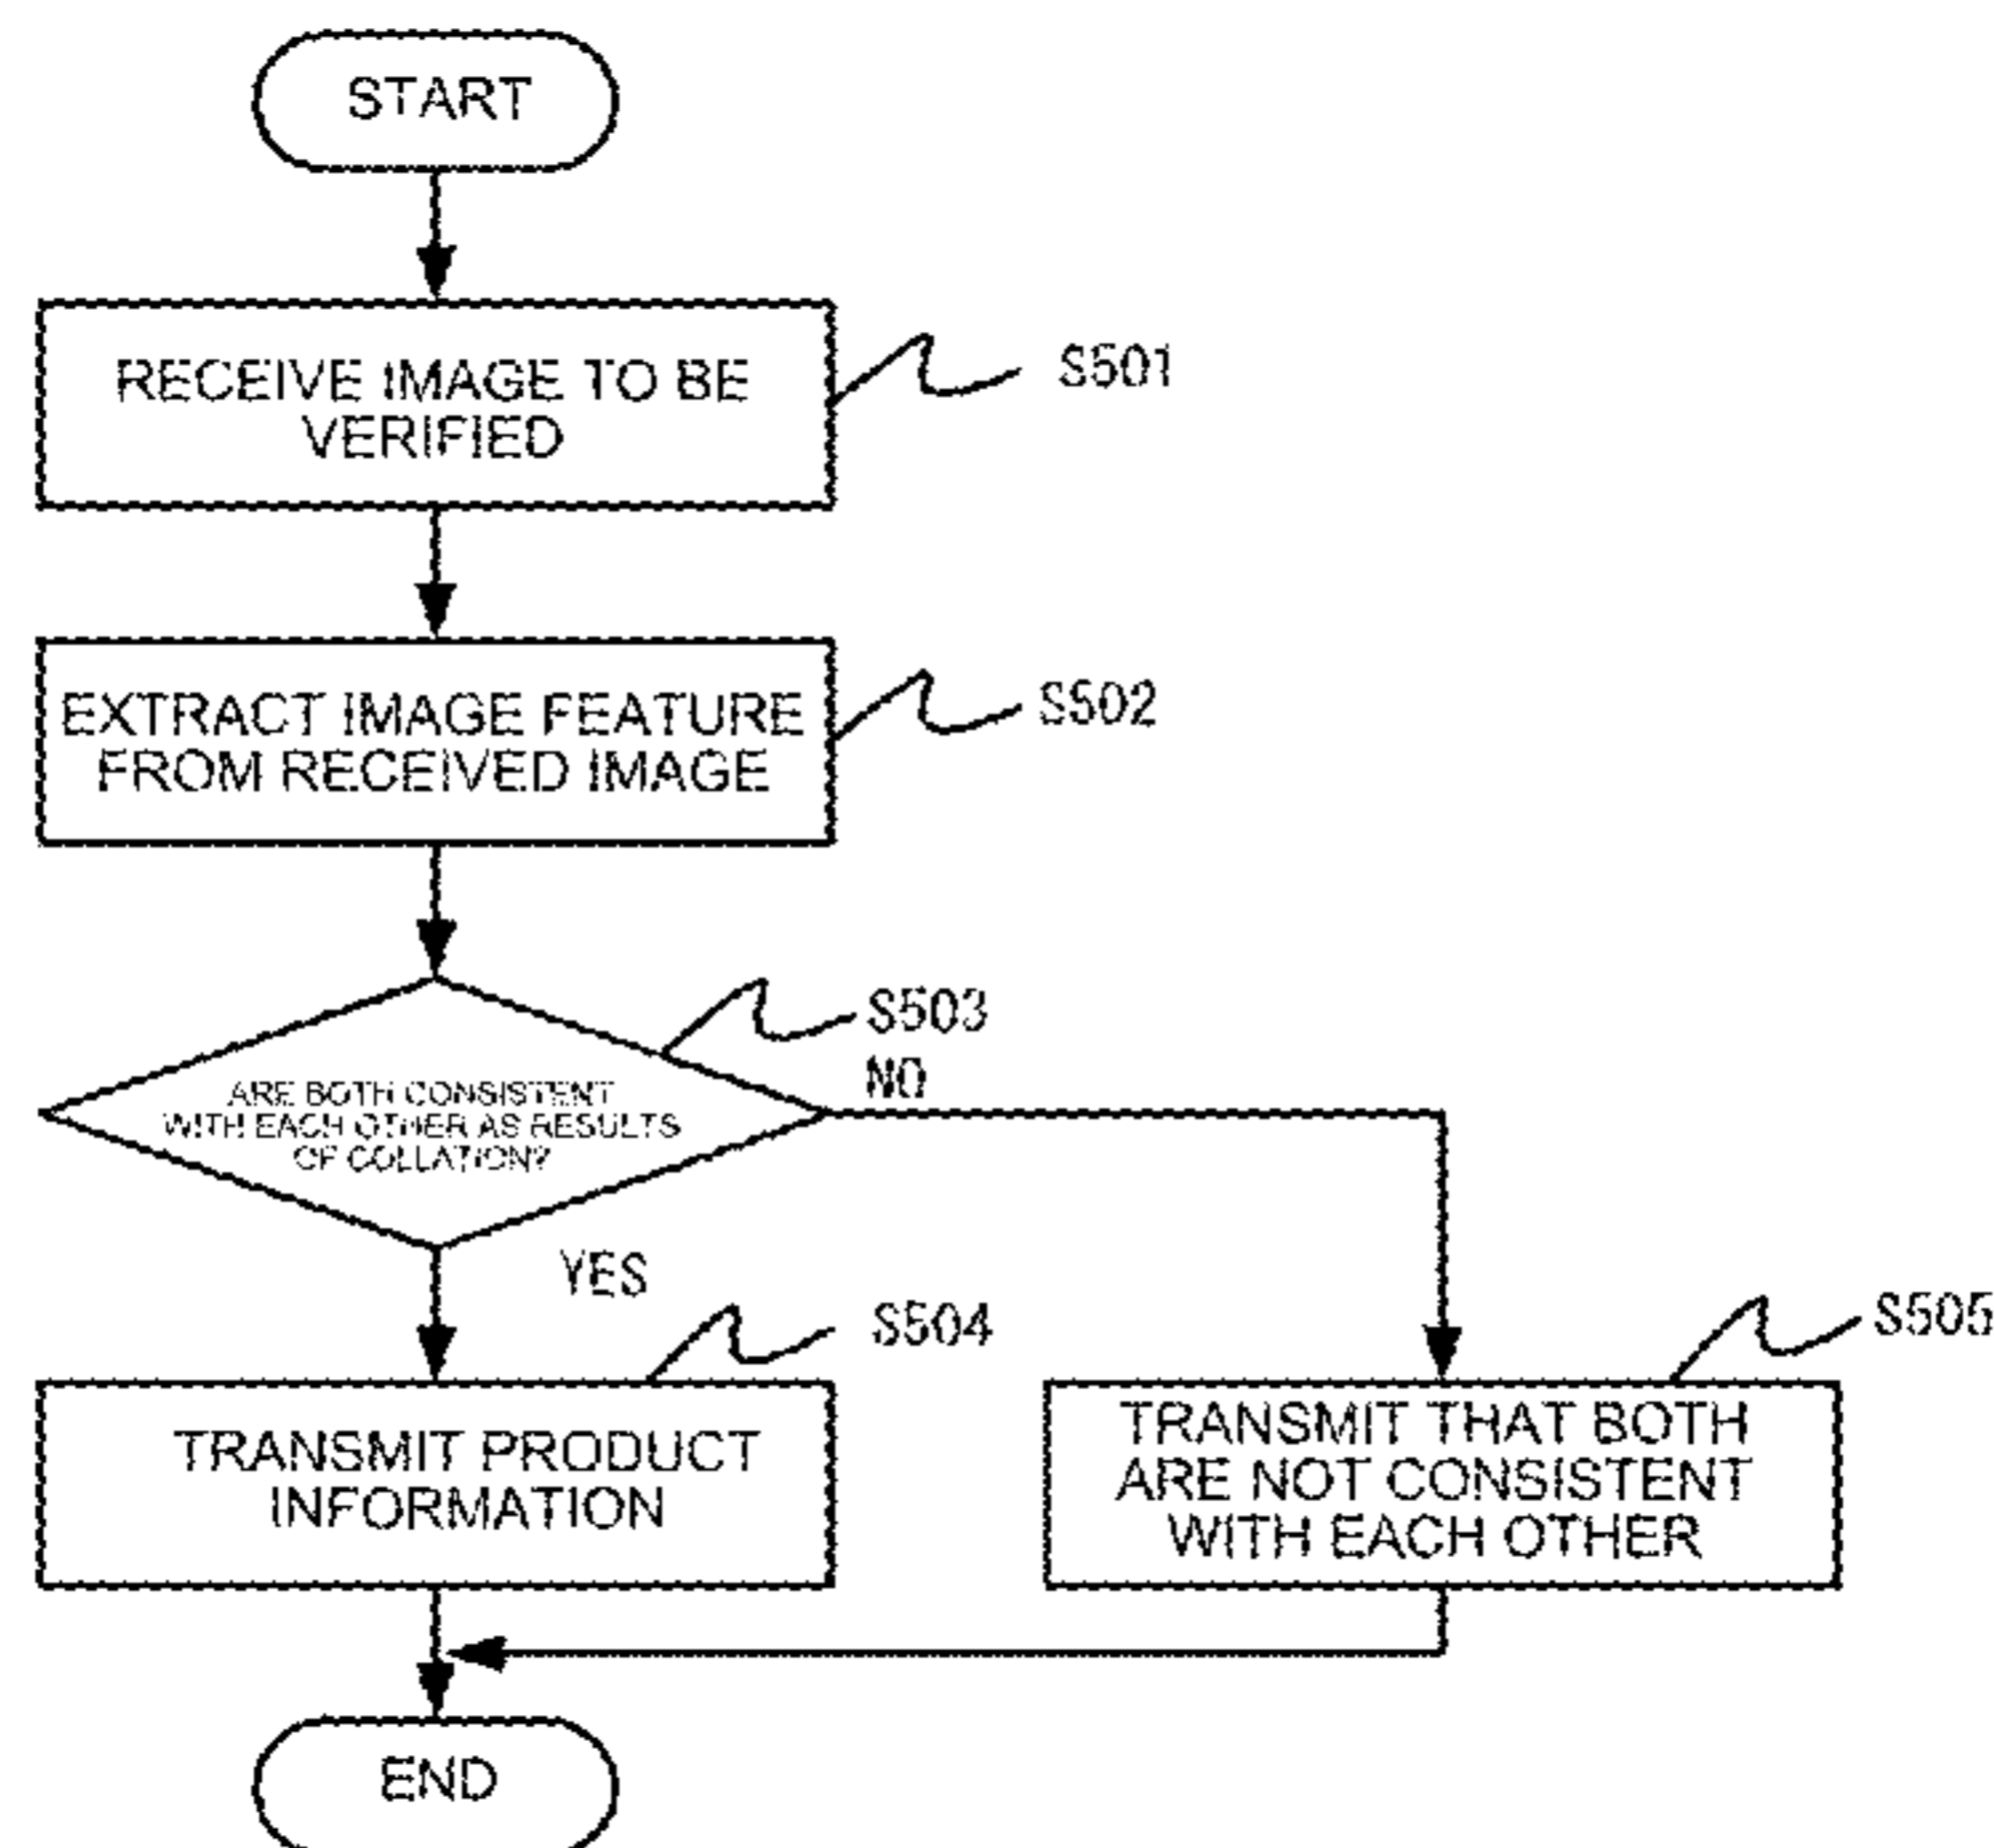 START
RECEIVE IMAGE TO BE
VERIFIED
S501
EXTRACT IMAGE FEATURE
FROM RECEIVED IMAGE
S502
S503
ARE BOTH CONSISTENT
WITH EACH OTHER AS RESULTS
OF COLLATION?
NO
YES
S504
TRANSMIT PRODUCT
INFORMATION
S505
TRANSMIT THAT BOTH
ARE NOT CONSISTENT
WITH EACH OTHER
END